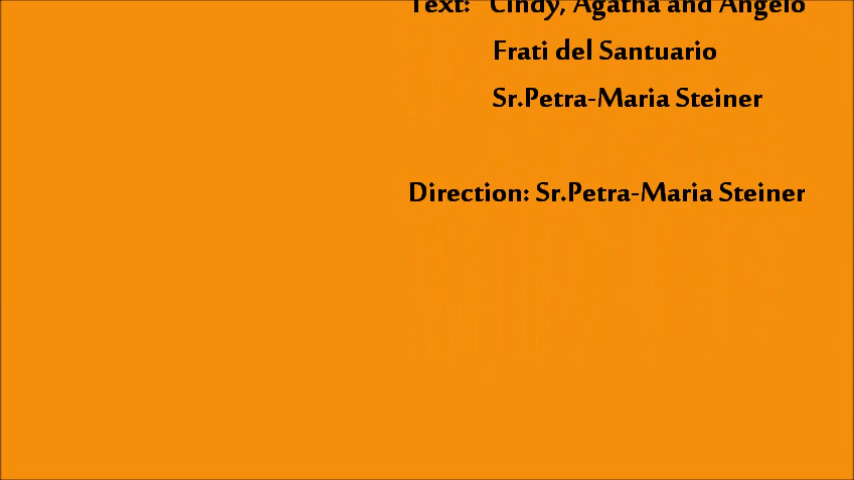 Text: Cindy, Agatha and Angelo
Frati del Santuario
Sr.Petra-Maria Steiner
Direction: Sr.Petra-Maria Steiner